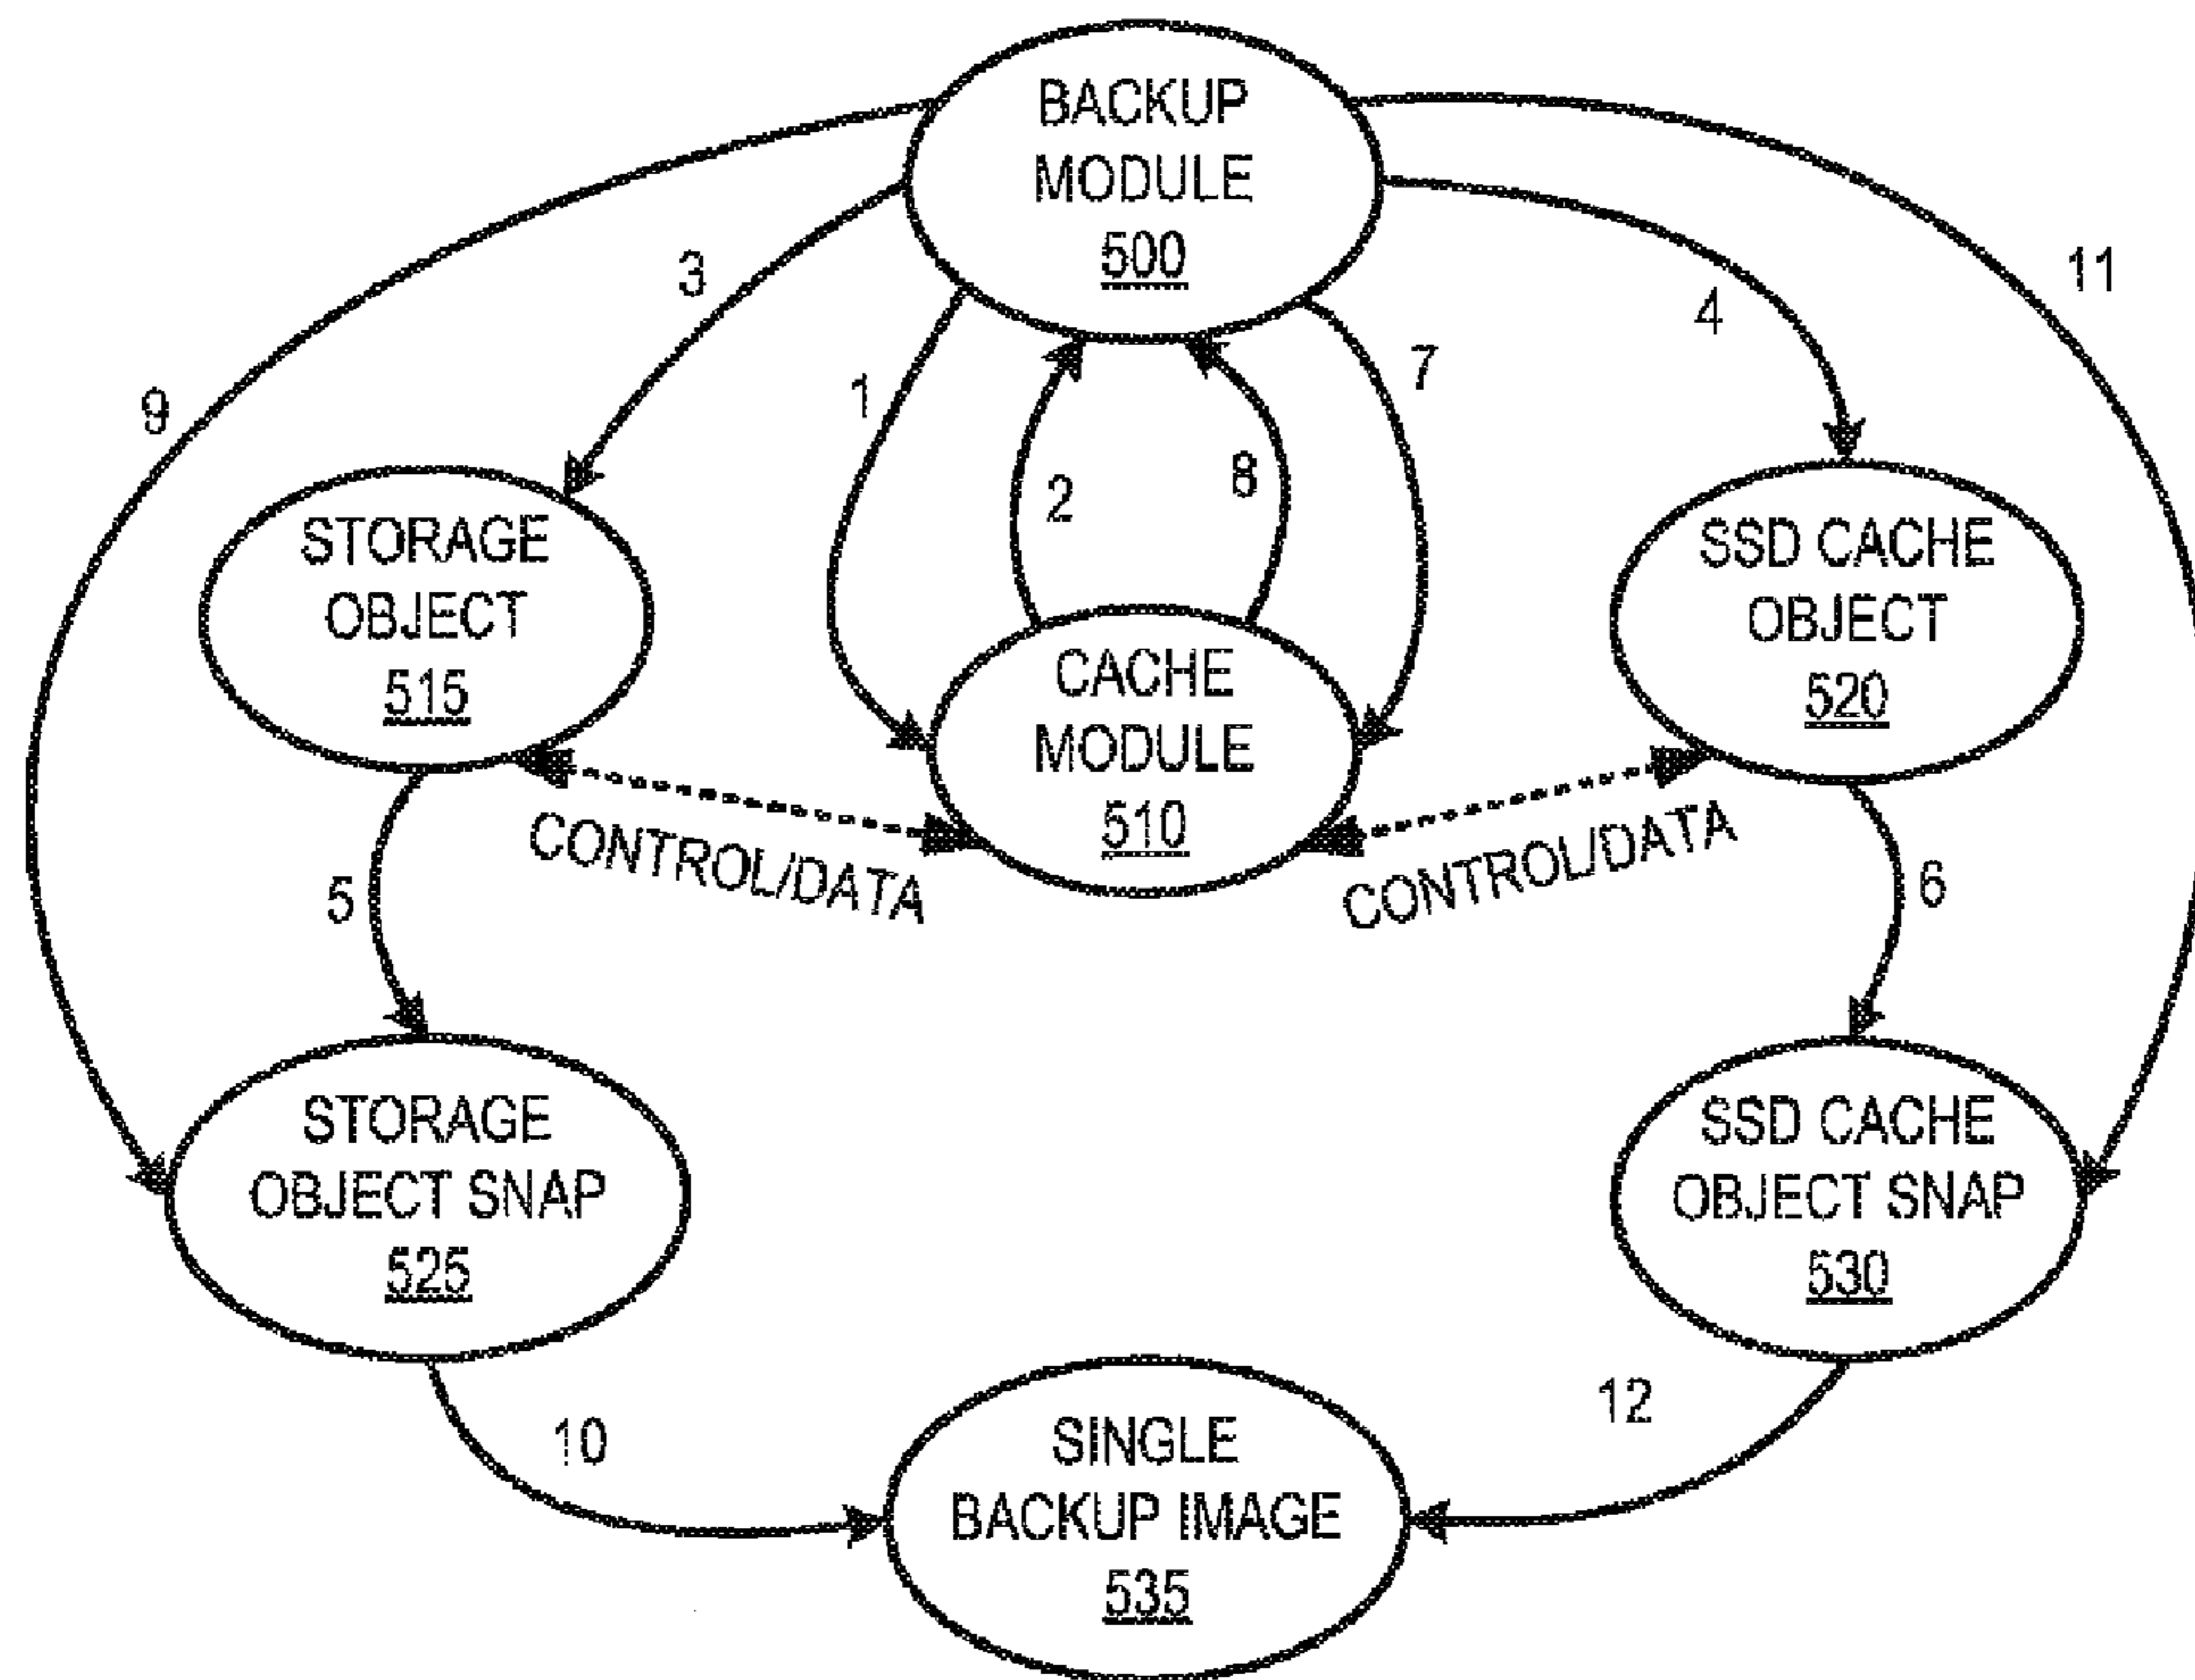 BACKUP
MODULE
500
11
3
4
1
7
9
2
8
STORAGE
OBJECT
515
SSD CACHE
OBJECT
520
CACHE
MODULE
510
CONTROL/DATA
CONTROL/DATA
5
6
STORAGE
OBJECT SNAP
525
SSD CACHE
OBJECT SNAP
530
10
12
SINGLE
BACKUP IMAGE
535